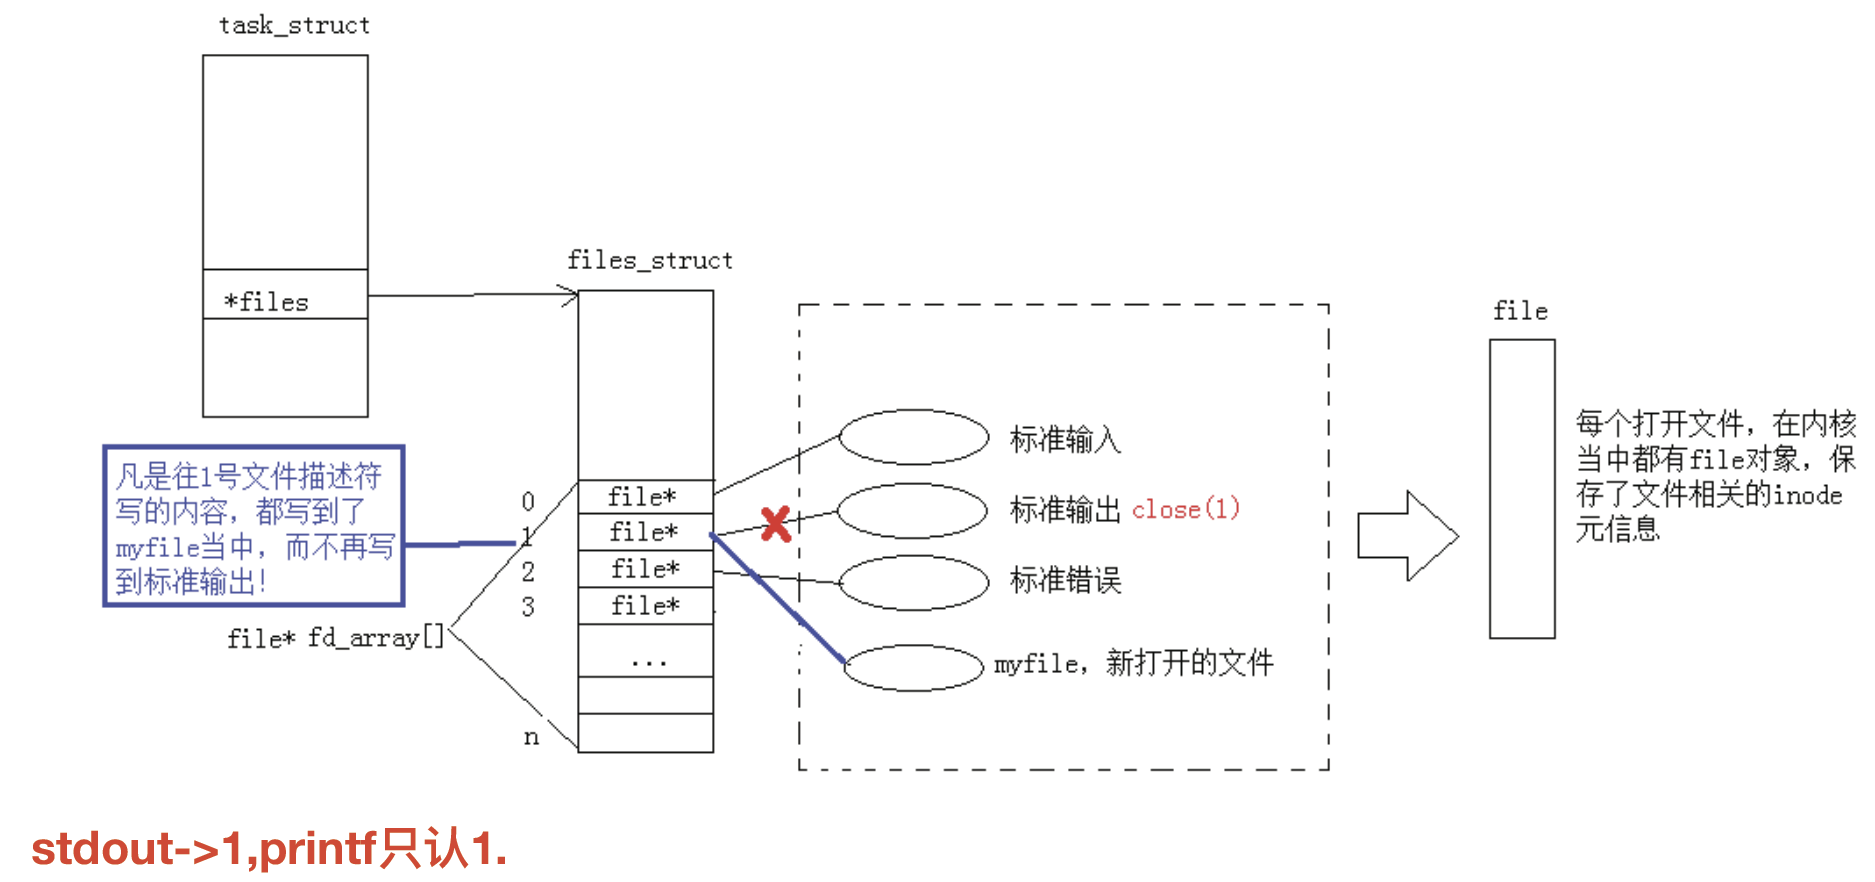 task_struct
*files
files_struct
file
凡是往1号文件描述符
写的内容，都写到了
myfile当中，而不再写
到标准输出！
file* fd_array[]
0
1
2
3
n
file*
file*
file*
file*
...
标准输入
标准输出 close(1)
标准错误
myfile，新打开的文件
每个打开文件，在内核
当中都有file对象，保
存了文件相关的inode
元信息
stdout->1,printf只认1.